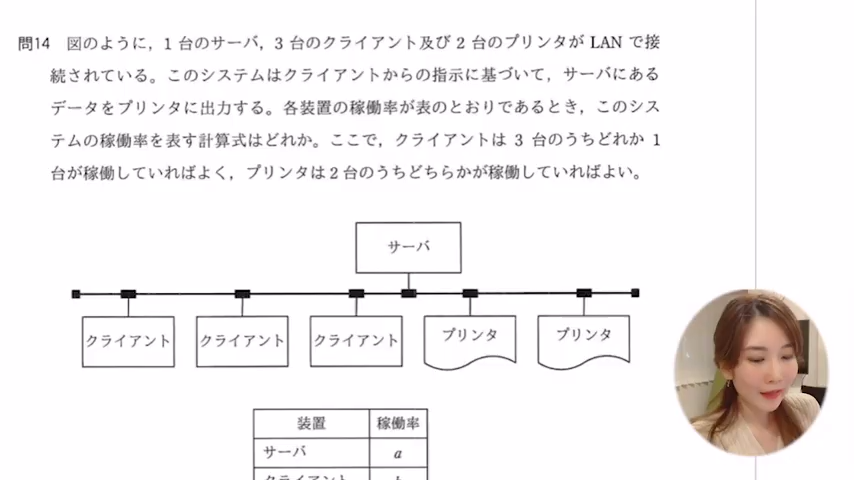 問14 図のように，1 台のサーバ，3 台のクライアント及び 2 台のプリンタが LAN で接
続されている。このシステムはクライアントからの指示に基づいて，サーバにある
データをプリンタに出力する。各装置の稼働率が表のとおりであるとき，このシス
テムの稼働率を表す計算式はどれか。ここで，クライアントは 3 台のうちどれか 1
台が稼働していればよく，プリンタは 2 台のうちどちらかが稼働していればよい。
サーバ
クライアント クライアント クライアント プリンタ プリンタ
装置 稼働率
サーバ a